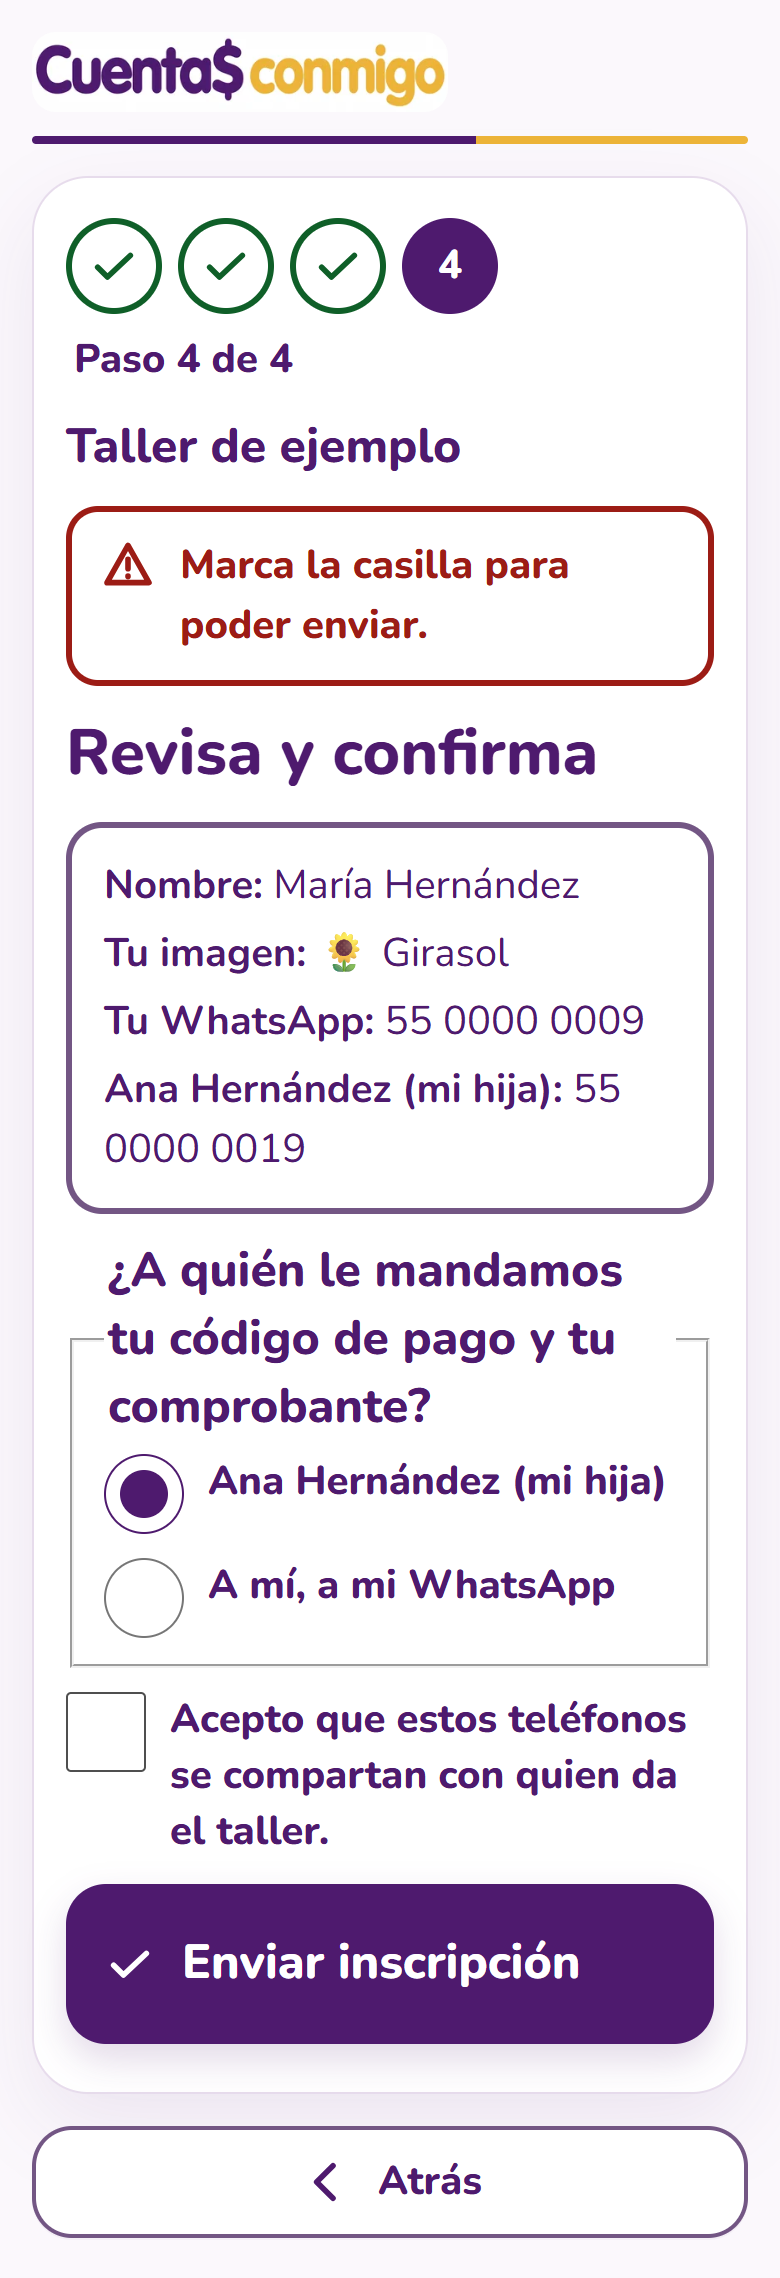 Cuenta$ conmigo
4
Paso 4 de 4
Taller de ejemplo
Marca la casilla para
poder enviar.
Revisa y confirma
Nombre: María Hernández
Tu imagen: 🌻 Girasol
Tu WhatsApp: 55 0000 0009
Ana Hernández (mi hija): 55
0000 0019
¿A quién le mandamos
tu código de pago y tu
comprobante?
Ana Hernández (mi hija)
A mí, a mi WhatsApp
Acepto que estos teléfonos
se compartan con quien da
el taller.
Enviar inscripción
Atrás